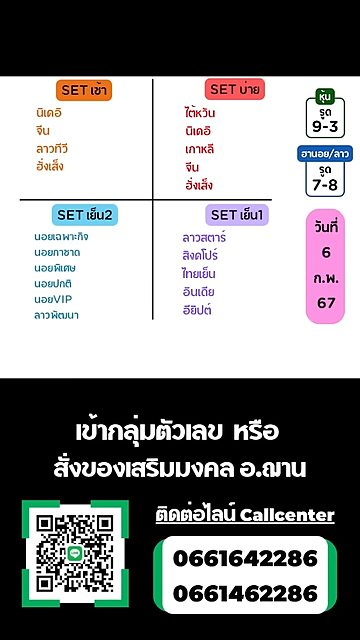 SET เช้า
นิเคอิ
จีน
ลาวทีวี
ฮั่งเส็ง
SET บ่าย
ไต้หวัน
นิเคอิ
เกาหลี
จีน
ฮั่งเส็ง
หุ้น
รูด
9-3
ฮานอย/ลาว
รูด
7-8
SET เย็น2
นอยเฉพาะกิจ
นอยกาชาด
นอยพิเศษ
นอยปกติ
นอยVIP
ลาวพัฒนา
SET เย็น1
ลาวสตาร์
สิงคโปร์
ไทยเย็น
อินเดีย
อียิปต์
วันที่
6
ก.พ.
67
เข้ากลุ่มตัวเลข หรือ
สั่งของเสริมมงคล อ.ฌาน
ติดต่อไลน์ Callcenter
0661642286
0661462286